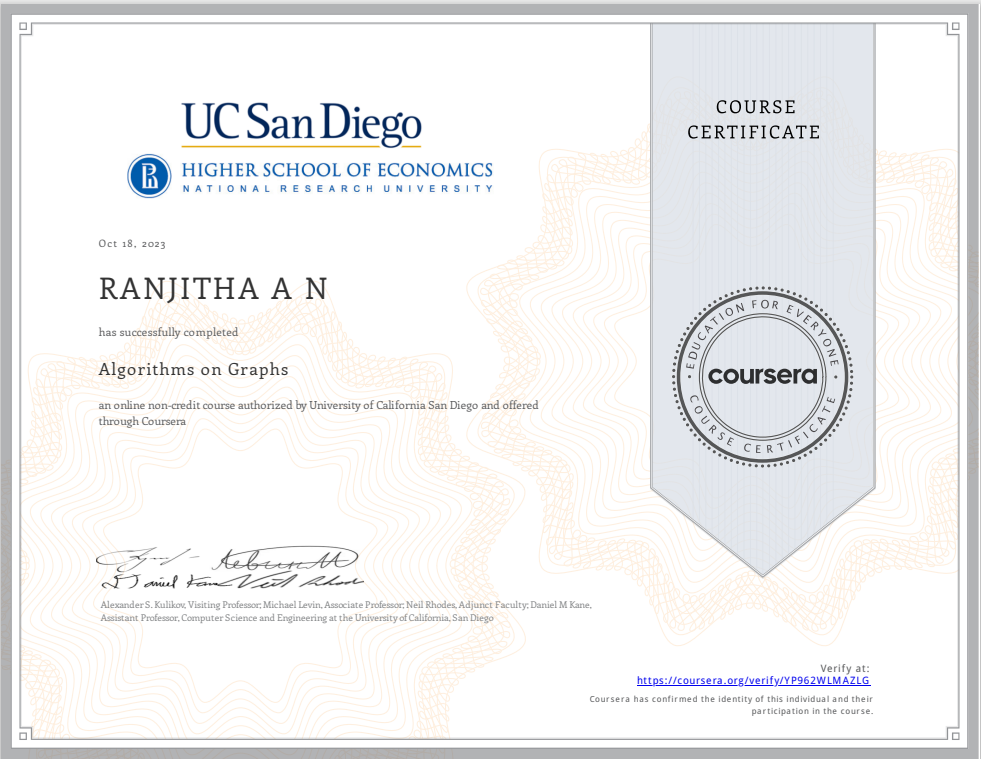 UC San Diego
HIGHER SCHOOL OF ECONOMICS
NATIONAL RESEARCH UNIVERSITY
COURSE
CERTIFICATE
Oct 18, 2023
RANJITHA A N
has successfully completed
Algorithms on Graphs
an online non-credit course authorized by University of California San Diego and offered
through Coursera
EDUCATION FOR EVERYONE
coursera
COURSE CERTIFICATE
Daniel Kane Neil Rhodes
Alexander S. Kulikov, Visiting Professor; Michael Levin, Associate Professor; Neil Rhodes, Adjunct Faculty; Daniel M Kane,
Assistant Professor, Computer Science and Engineering at the University of California, San Diego
Verify at:
https://coursera.org/verify/YP962WLMAZLG
Coursera has confirmed the identity of this individual and their
participation in the course.